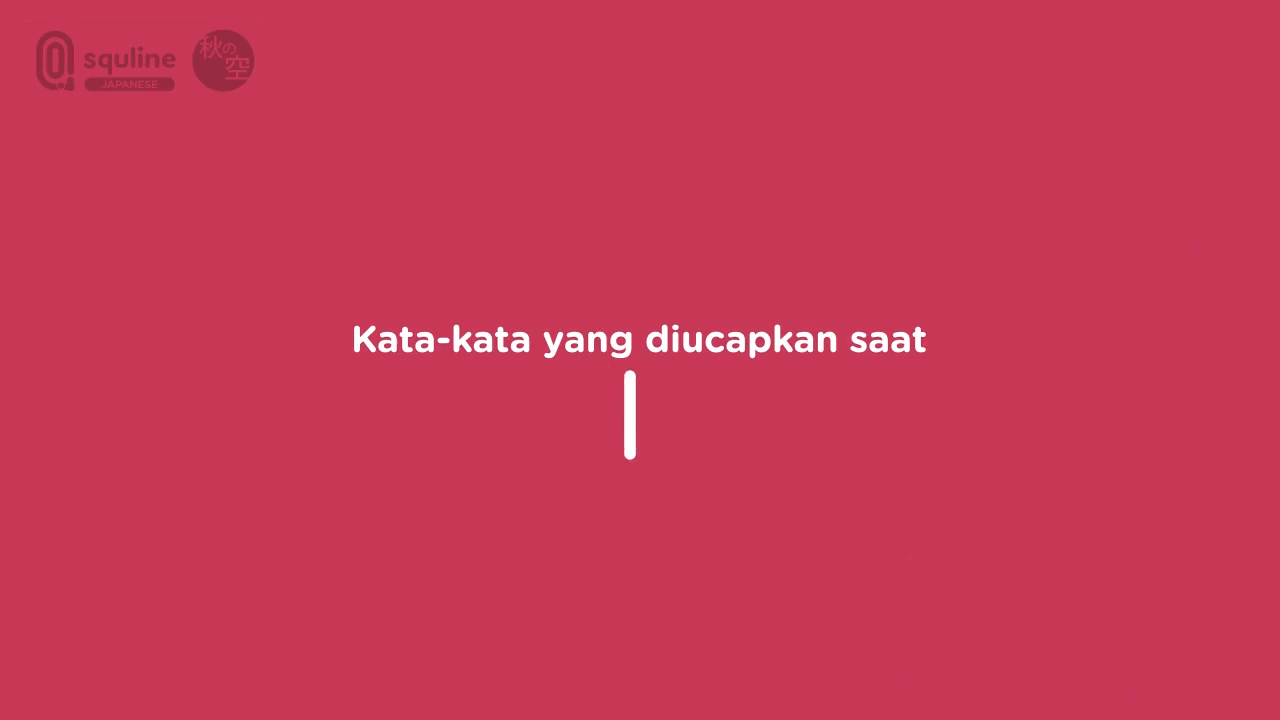 squline
JAPANESE
秋の
空
Kata-kata yang diucapkan saat